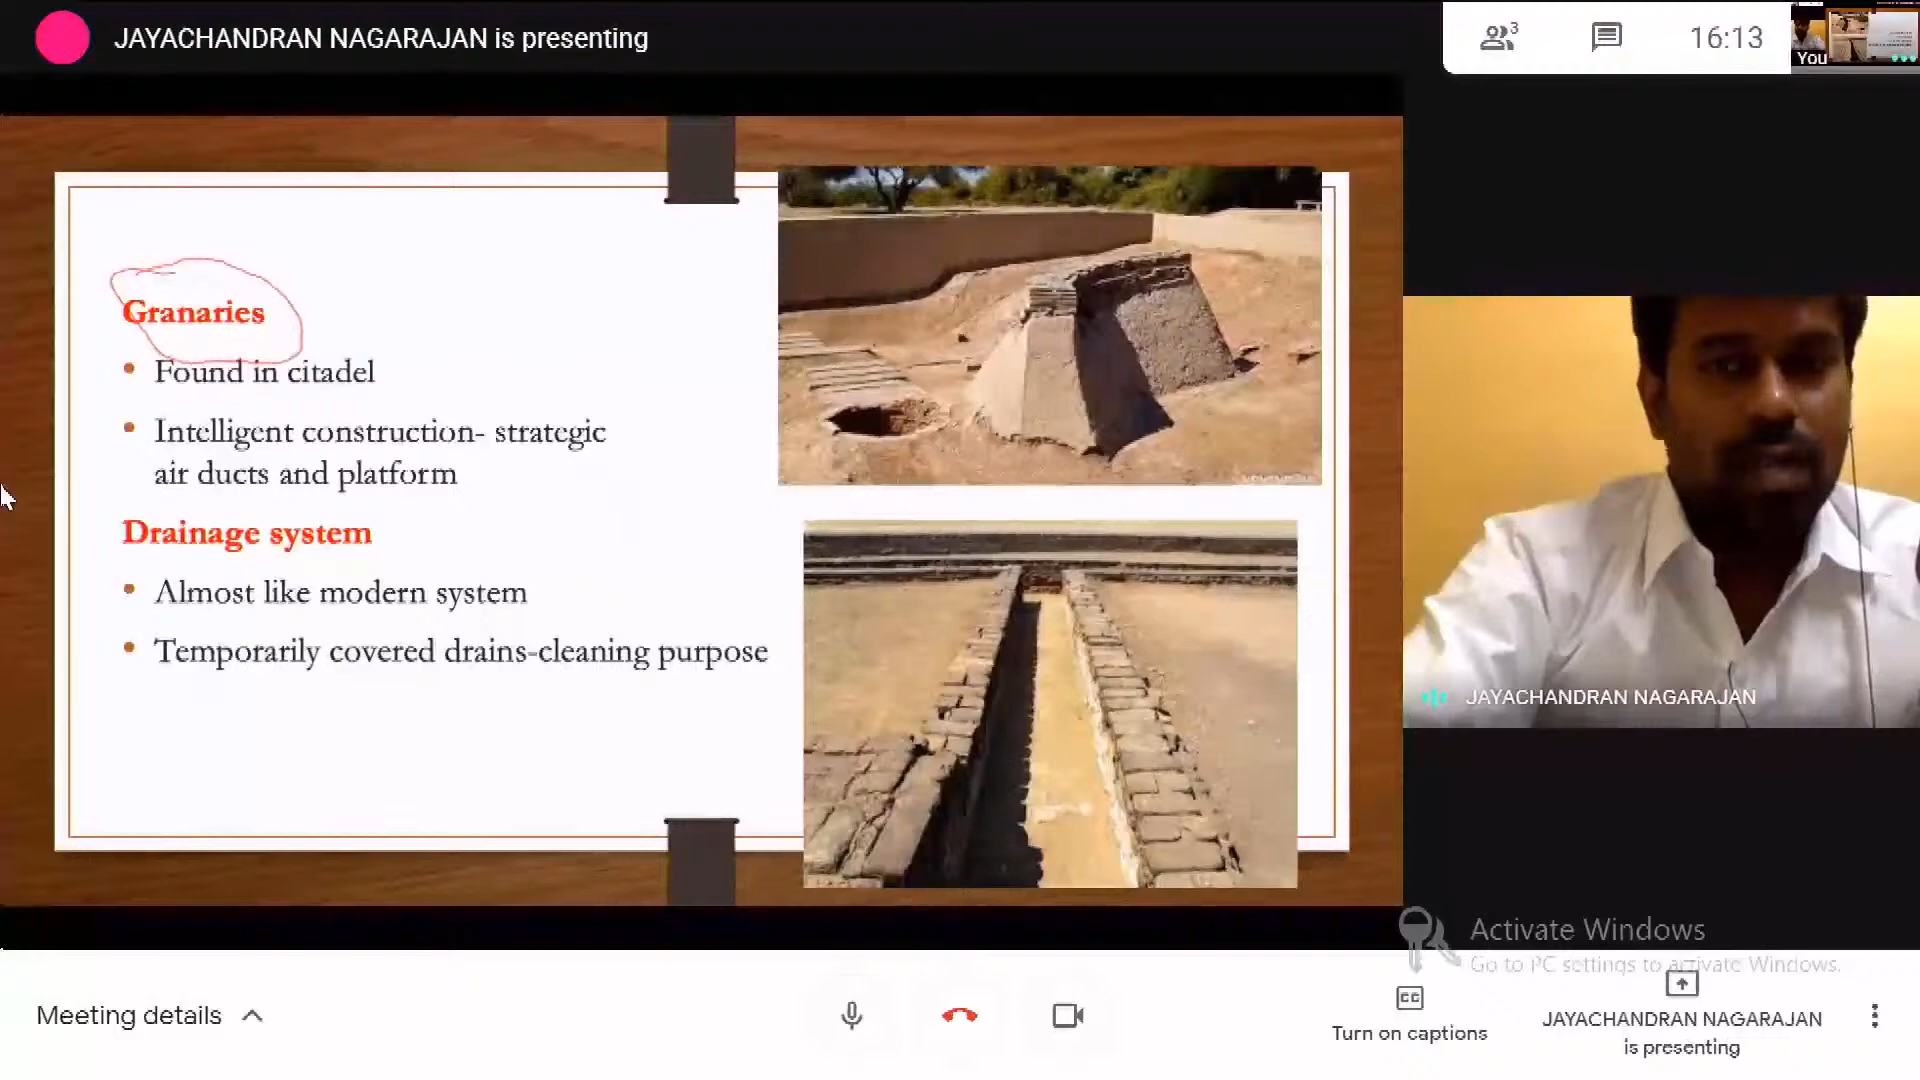 JAYACHANDRAN NAGARAJAN is presenting
3
16:13
You
Granaries
Found in citadel
Intelligent construction- strategic
air ducts and platform
Drainage system
Almost like modern system
Temporarily covered drains-cleaning purpose
JAYACHANDRAN NAGARAJAN
Activate Windows
Go to PC settings to activate Windows.
Meeting details
CC
Turn on captions
JAYACHANDRAN NAGARAJAN
is presenting